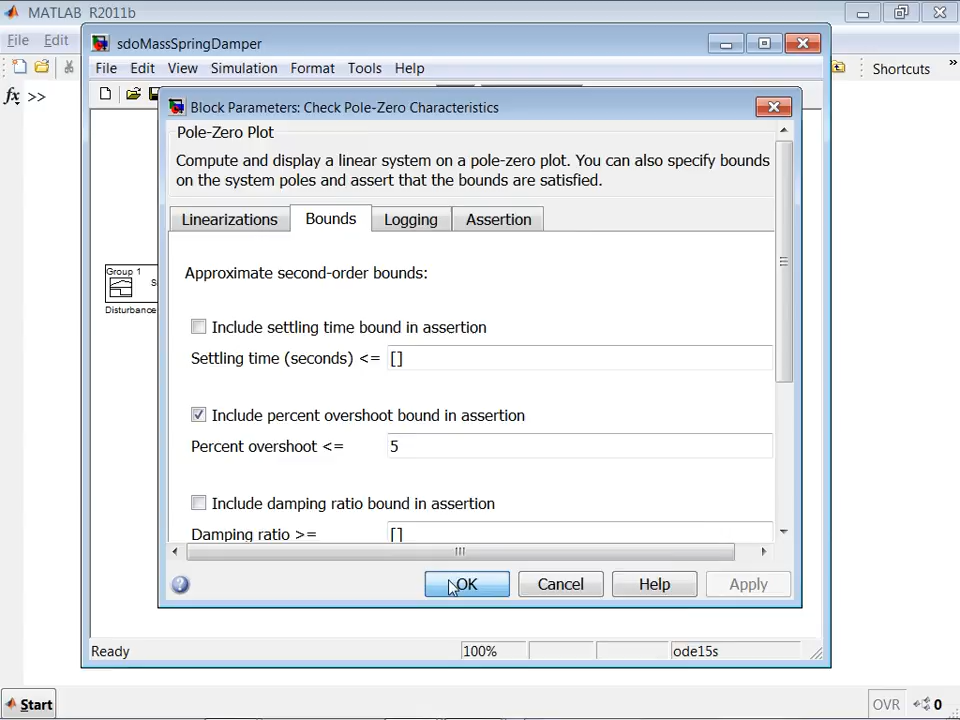 MATLAB R2011b
File Edit
sdoMassSpringDamper
File Edit View Simulation Format Tools Help
Shortcuts »
fx >>
Block Parameters: Check Pole-Zero Characteristics
Pole-Zero Plot
Compute and display a linear system on a pole-zero plot. You can also specify bounds
on the system poles and assert that the bounds are satisfied.
Linearizations Bounds Logging Assertion
Approximate second-order bounds:
Group 1
S
Disturbance
Include settling time bound in assertion
Settling time (seconds) <= []
Include percent overshoot bound in assertion
Percent overshoot <= 5
Include damping ratio bound in assertion
Damping ratio >= []
OK Cancel Help Apply
Ready 100% ode15s
Start OVR 0